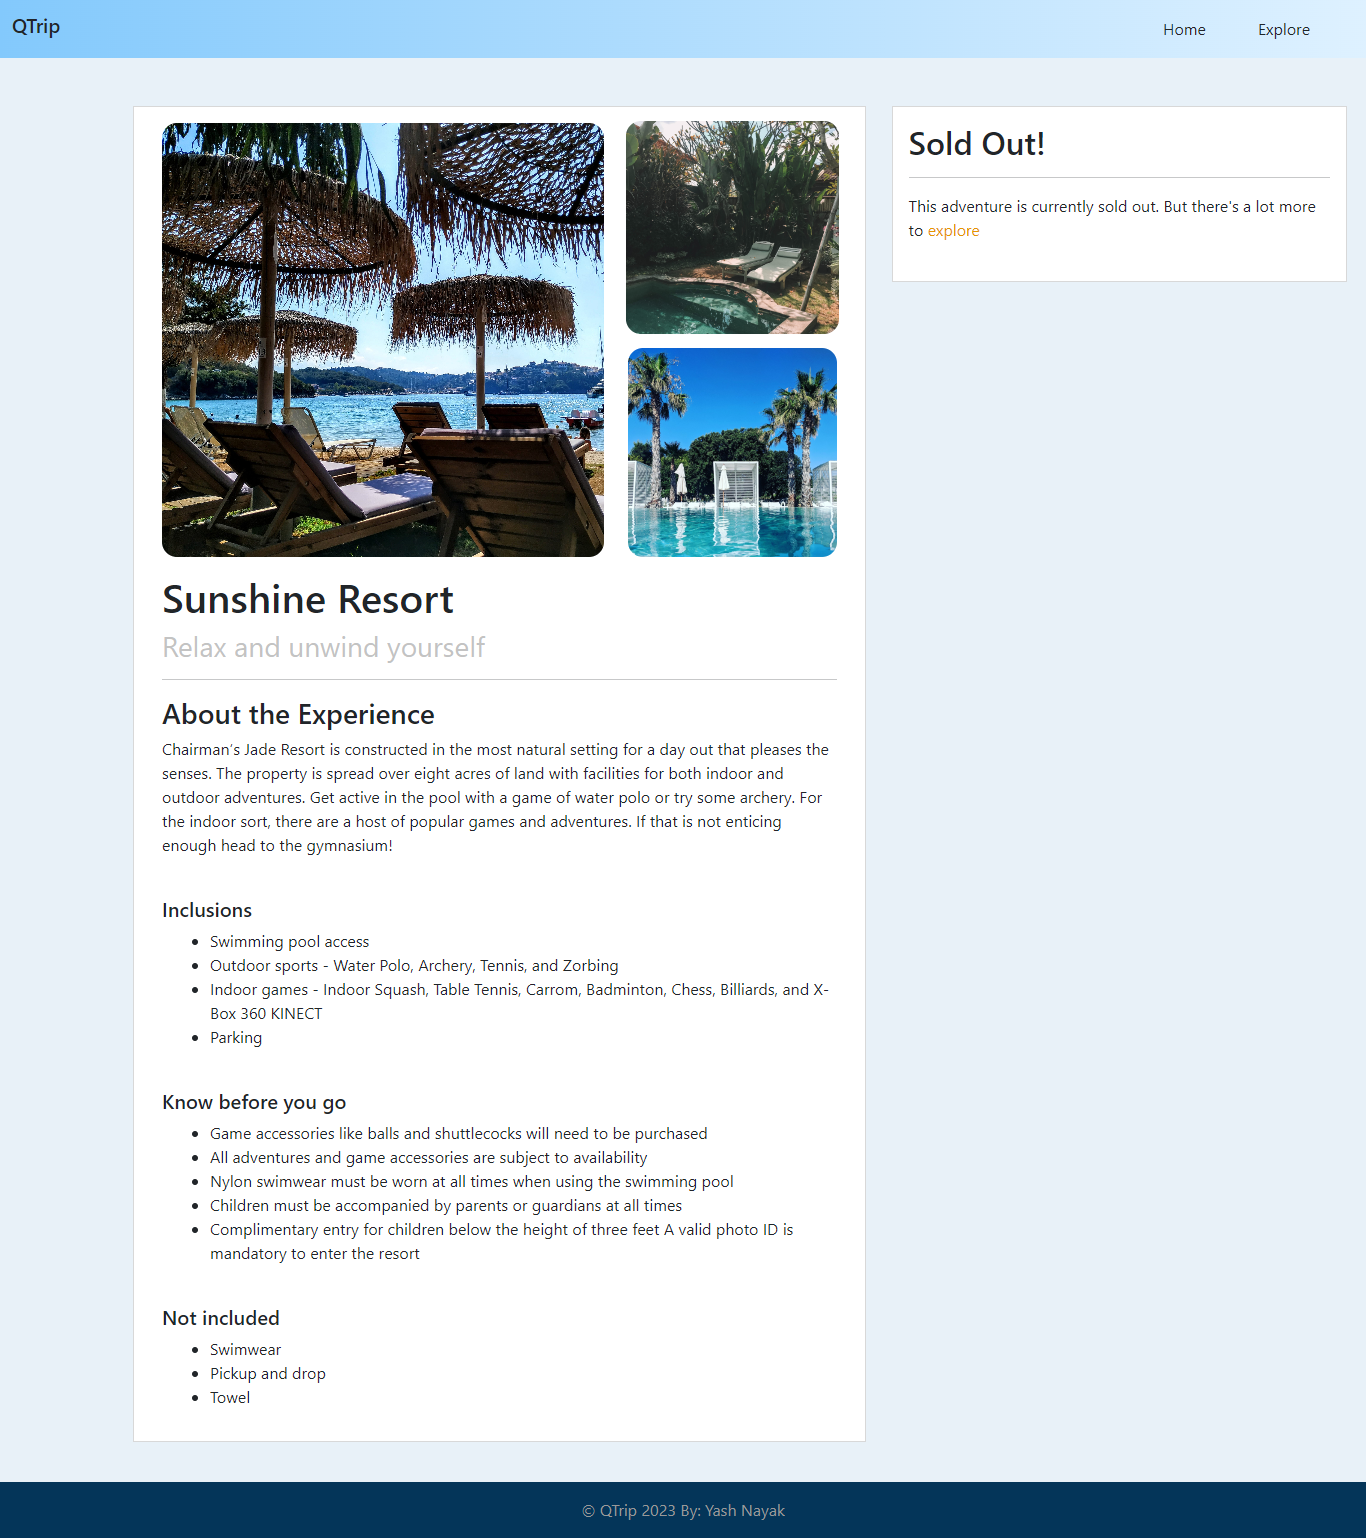 QTrip
Home
Explore
Sunshine Resort
Relax and unwind yourself
About the Experience
Chairman's Jade Resort is constructed in the most natural setting for a day out that pleases the
senses. The property is spread over eight acres of land with facilities for both indoor and
outdoor adventures. Get active in the pool with a game of water polo or try some archery. For
the indoor sort, there are a host of popular games and adventures. If that is not enticing
enough head to the gymnasium!
Inclusions
• Swimming pool access
• Outdoor sports - Water Polo, Archery, Tennis, and Zorbing
• Indoor games - Indoor Squash, Table Tennis, Carrom, Badminton, Chess, Billiards, and X-
Box 360 KINECT
• Parking
Know before you go
• Game accessories like balls and shuttlecocks will need to be purchased
• All adventures and game accessories are subject to availability
• Nylon swimwear must be worn at all times when using the swimming pool
• Children must be accompanied by parents or guardians at all times
• Complimentary entry for children below the height of three feet A valid photo ID is
mandatory to enter the resort
Not included
• Swimwear
• Pickup and drop
• Towel
Sold Out!
This adventure is currently sold out. But there's a lot more
to explore
© QTrip 2023 By: Yash Nayak